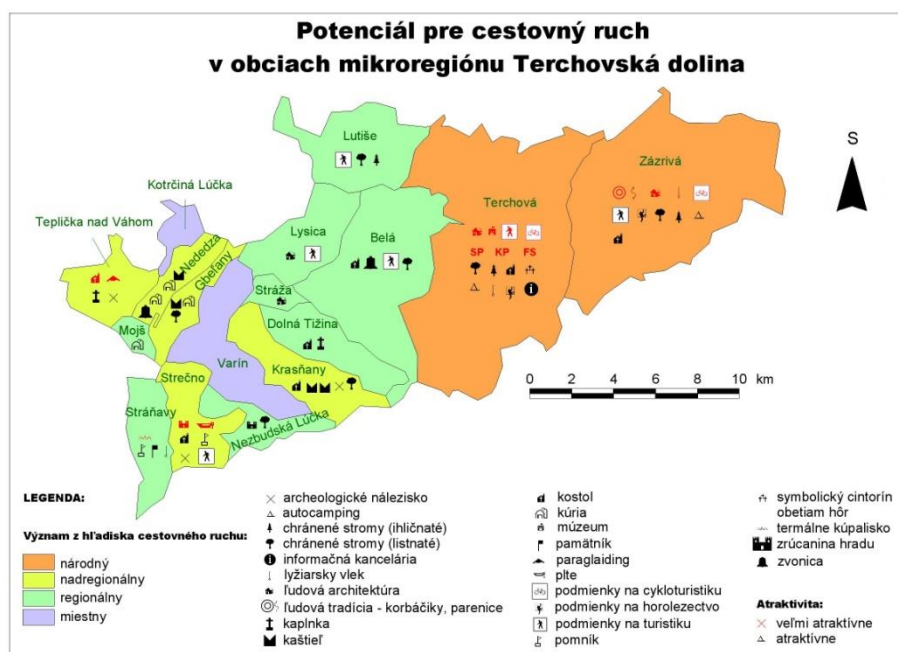 Potenciál pre cestovný ruch
v obciach mikroregiónu Terchovská dolina
Lutiše
Kotrčiná Lúčka
Teplička nad Váhom
Nededza
Gbeľany
Lysica
Belá
Terchová
Zázrivá
S
SP KP FS
Stráža
Mojš
Dolná Tižina
Varín
Krasňany
Strečno
Stráňavy
Nezbudská Lúčka
0 2 4 6 8 10 km
LEGENDA:
Význam z hľadiska cestovného ruchu:
národný
nadregionálny
regionálny
miestny
archeologické nálezisko
autocamping
chránené stromy (ihličnaté)
chránené stromy (listnaté)
informačná kancelária
lyžiarsky vlek
ľudová architektúra
ľudová tradícia - korbáčiky, parenice
kaplnka
kaštieľ
kostol
kúria
múzeum
pamätník
paraglaiding
plte
podmienky na cykloturistiku
podmienky na horolezectvo
podmienky na turistiku
pomník
symbolický cintorín
obetiam hôr
termálne kúpalisko
zrúcanina hradu
zvonica
Atraktivita:
veľmi atraktívne
atraktívne